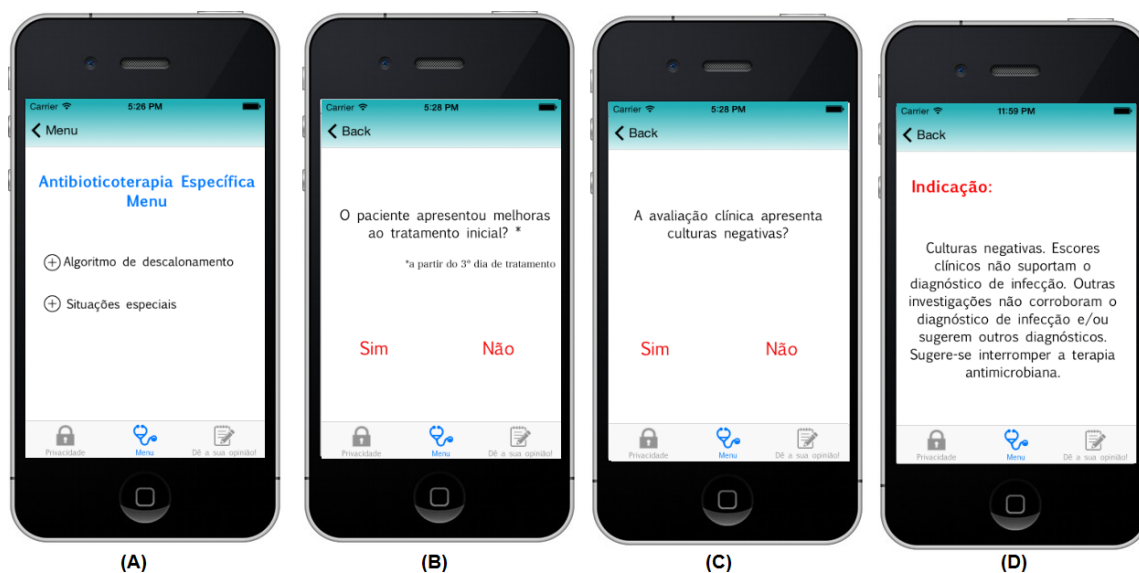 Carrier 5:26 PM
Menu
Antibioticoterapia Específica
Menu
Algoritmo de descalonamento
Situações especiais
Privacidade Menu Dê a sua opinião!
(A)
Carrier 5:28 PM
Back
O paciente apresentou melhoras
ao tratamento inicial? *
*a partir do 3º dia de tratamento
Sim Não
Privacidade Menu Dê a sua opinião!
(B)
Carrier 5:28 PM
Back
A avaliação clínica apresenta
culturas negativas?
Sim Não
Privacidade Menu Dê a sua opinião!
(C)
Carrier 11:59 PM
Back
Indicação:
Culturas negativas. Escores
clínicos não suportam o
diagnóstico de infecção. Outras
investigações não corroboram o
diagnóstico de infecção e/ou
sugerem outros diagnósticos.
Sugere-se interromper a terapia
antimicrobiana.
Privacidade Menu Dê a sua opinião!
(D)